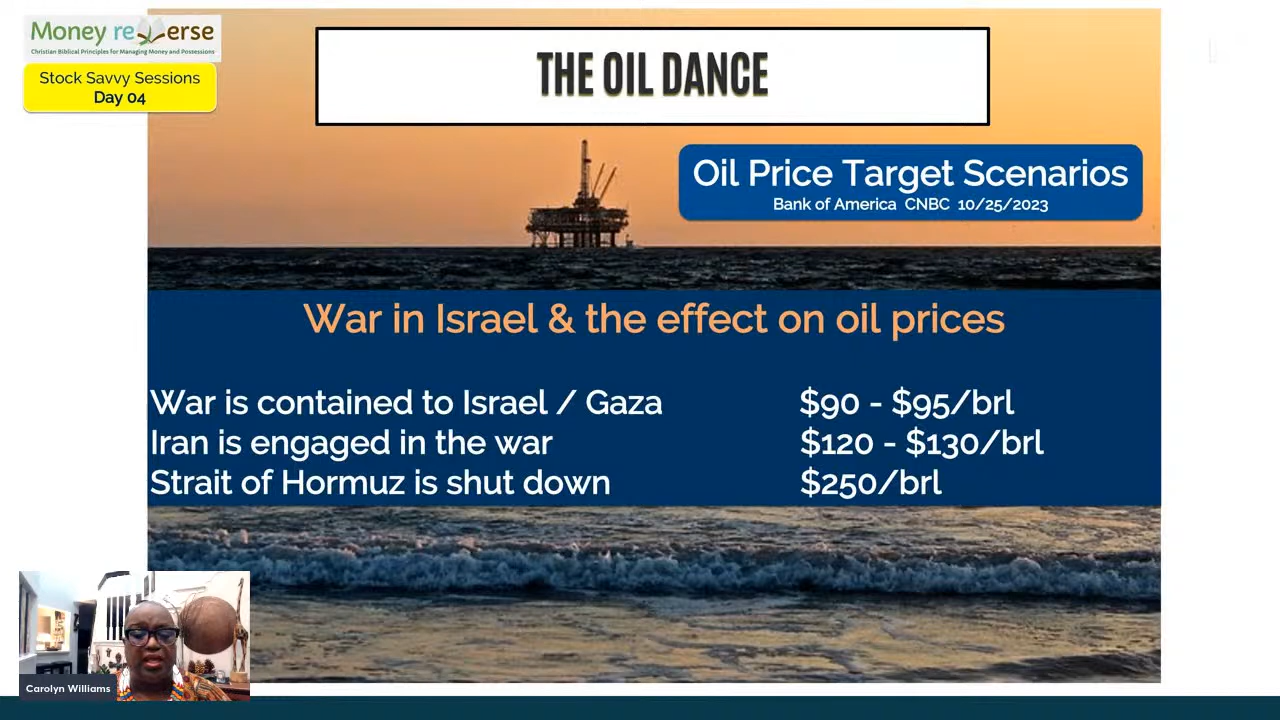 Money reVerse
Christian Biblical Principles for Managing Money and Possessions
Stock Savvy Sessions
Day 04
THE OIL DANCE
Oil Price Target Scenarios
Bank of America CNBC 10/25/2023
War in Israel & the effect on oil prices
War is contained to Israel / Gaza $90 - $95/brl
Iran is engaged in the war $120 - $130/brl
Strait of Hormuz is shut down $250/brl
Carolyn Williams